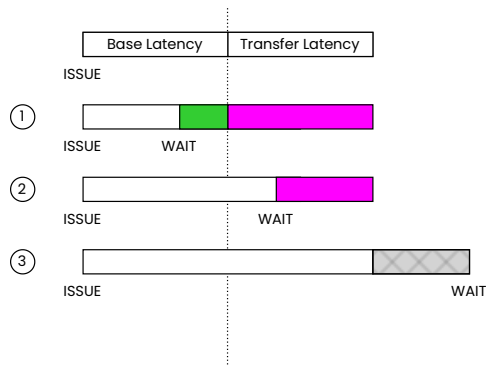 Base Latency Transfer Latency
ISSUE
1
ISSUE WAIT
2
ISSUE WAIT
3
ISSUE WAIT